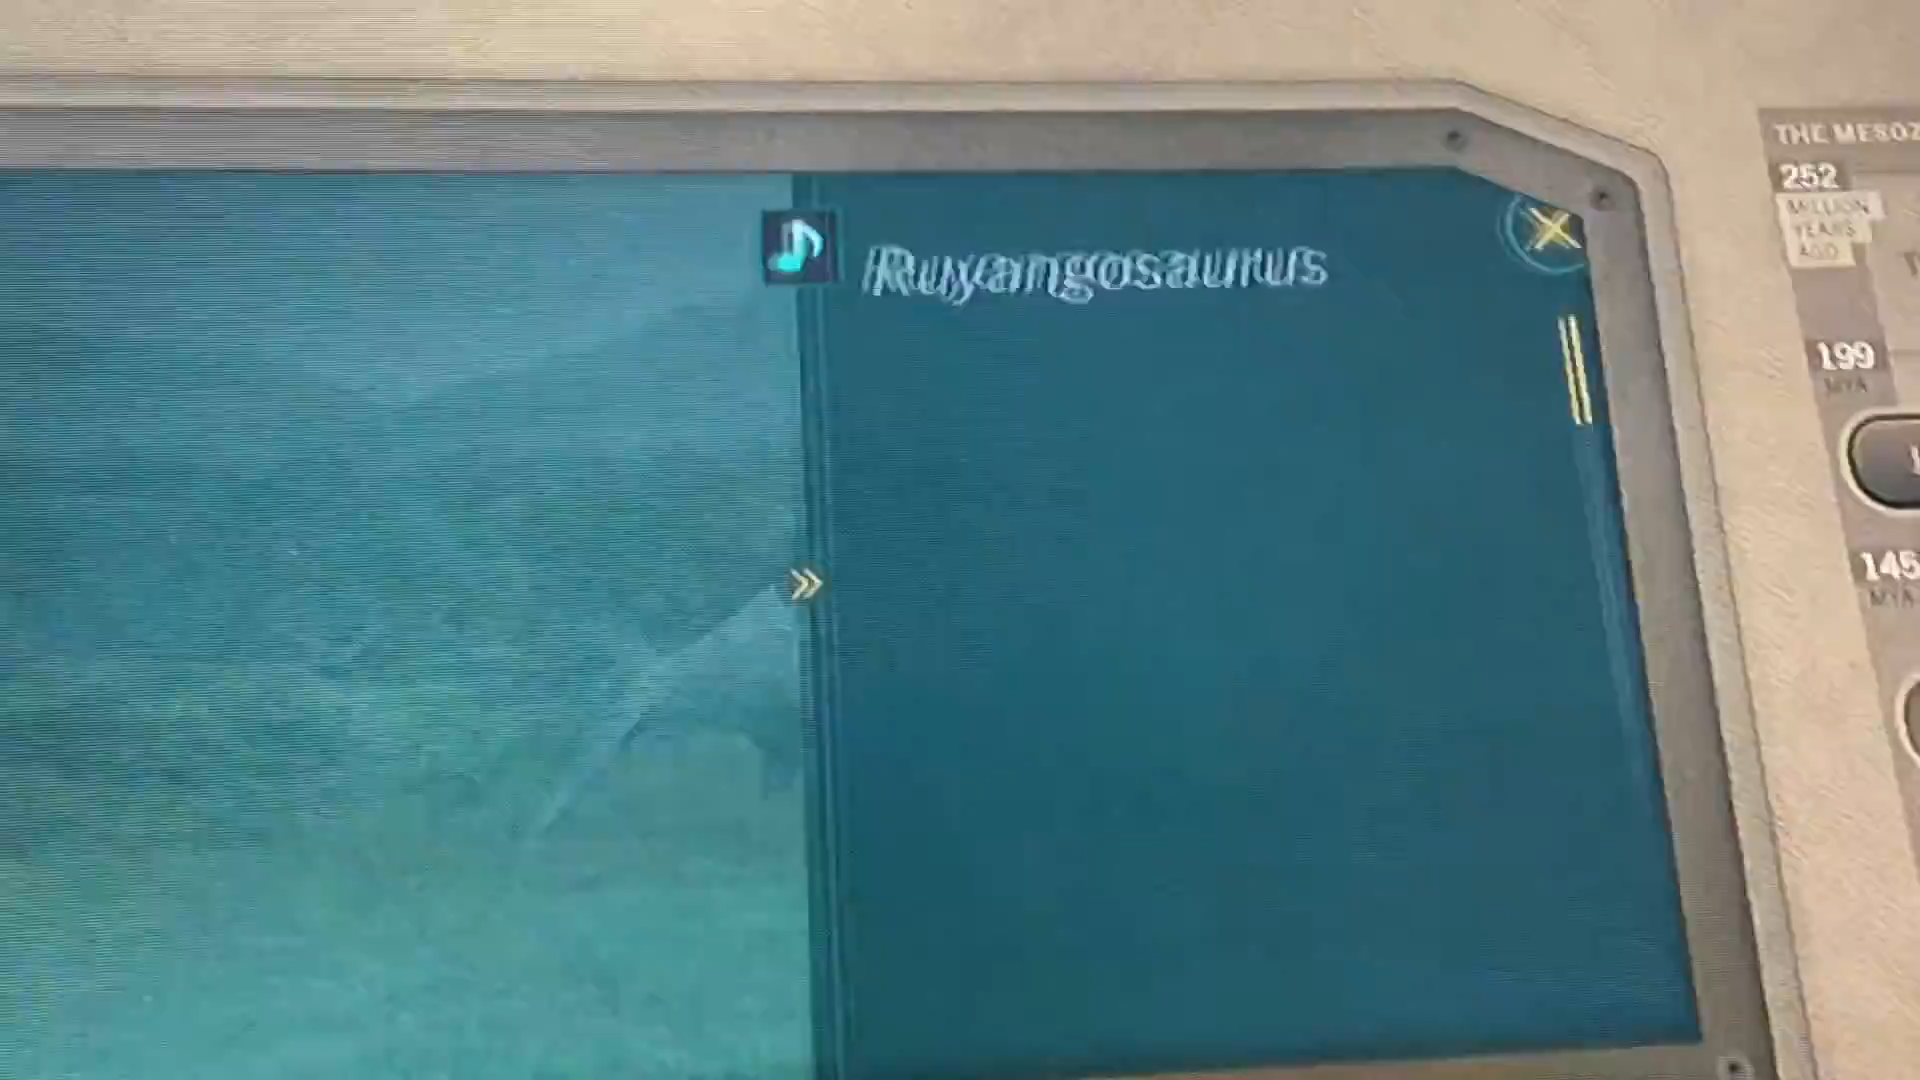 Ruyangosaurus
THE MESOZ
252
MILLION
YEARS
AGO
199
MYA
145
MYA